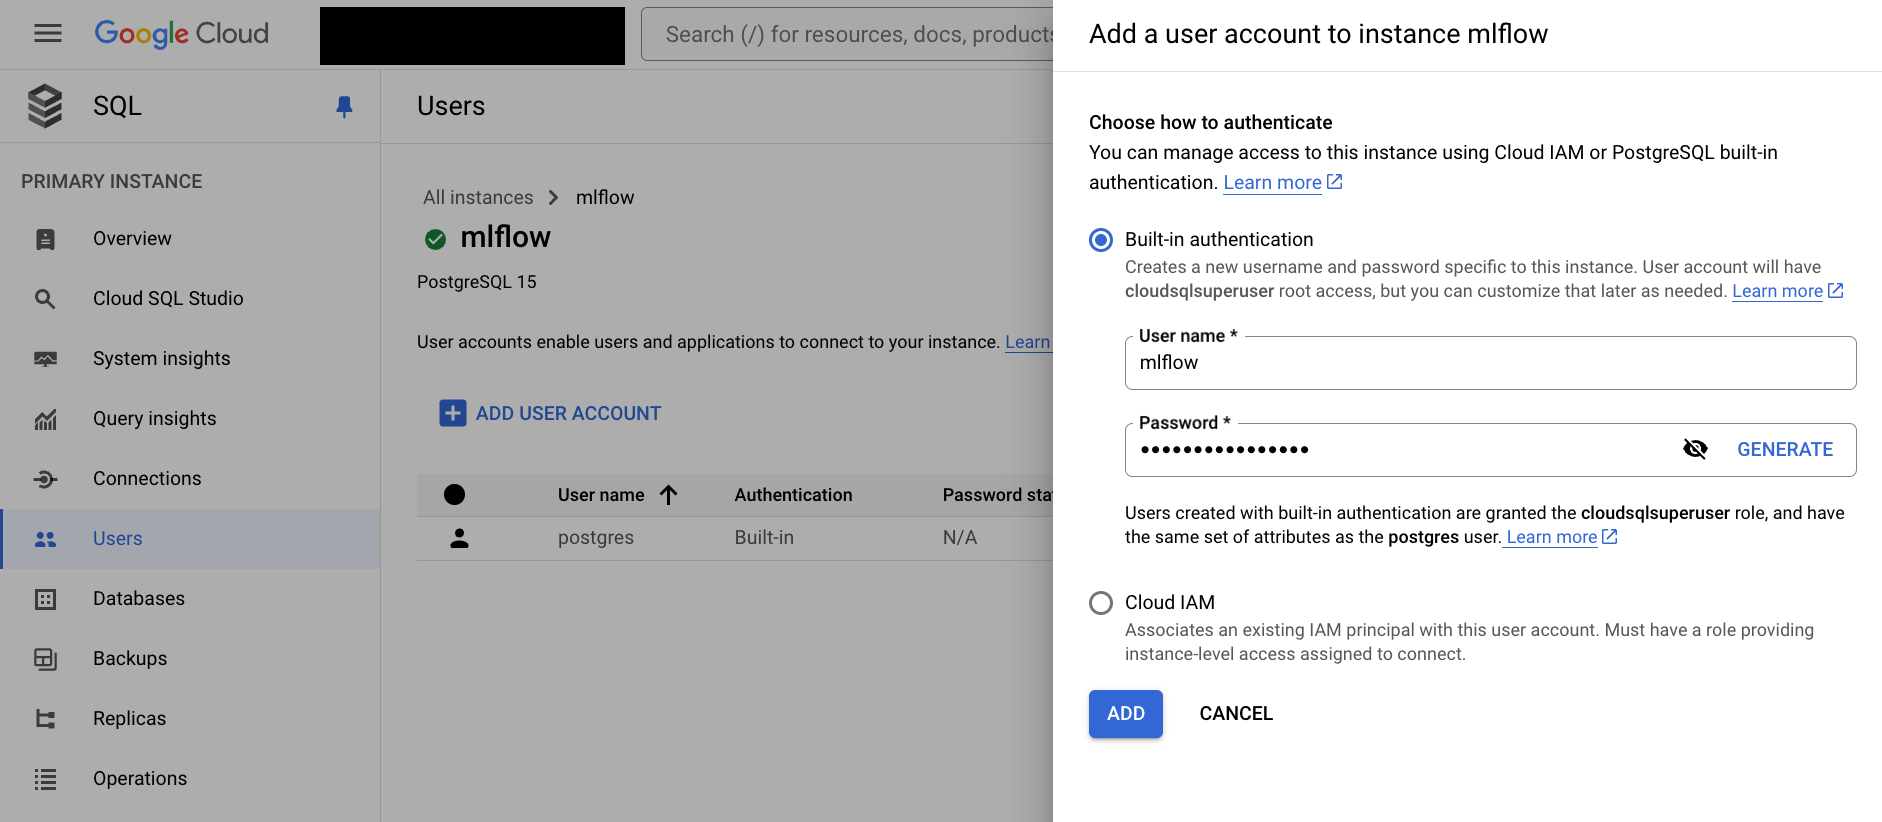 Google Cloud
Search (/) for resources, docs, products
SQL
Users
PRIMARY INSTANCE
Overview
Cloud SQL Studio
System insights
Query insights
Connections
Users
Databases
Backups
Replicas
Operations
All instances
mlflow
mlflow
PostgreSQL 15
User accounts enable users and applications to connect to your instance. Learn
ADD USER ACCOUNT
User name Authentication Password sta
postgres Built-in N/A
Add a user account to instance mlflow
Choose how to authenticate
You can manage access to this instance using Cloud IAM or PostgreSQL built-in
authentication. Learn more
Built-in authentication
Creates a new username and password specific to this instance. User account will have
cloudsqlsuperuser root access, but you can customize that later as needed. Learn more
User name *
mlflow
Password *
••••••••••••••••
GENERATE
Users created with built-in authentication are granted the cloudsqlsuperuser role, and have
the same set of attributes as the postgres user. Learn more
Cloud IAM
Associates an existing IAM principal with this user account. Must have a role providing
instance-level access assigned to connect.
ADD
CANCEL